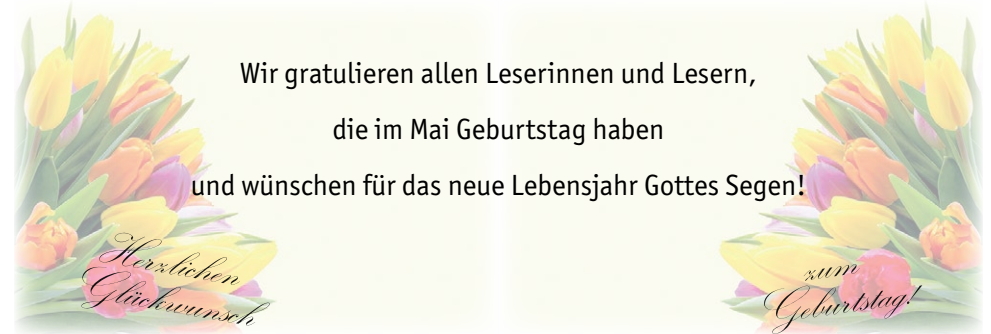 Wir gratulieren allen Leserinnen und Lesern,
die im Mai Geburtstag haben
und wünschen für das neue Lebensjahr Gottes Segen!
Herzlichen
Glückwunsch
zum
Geburtstag!